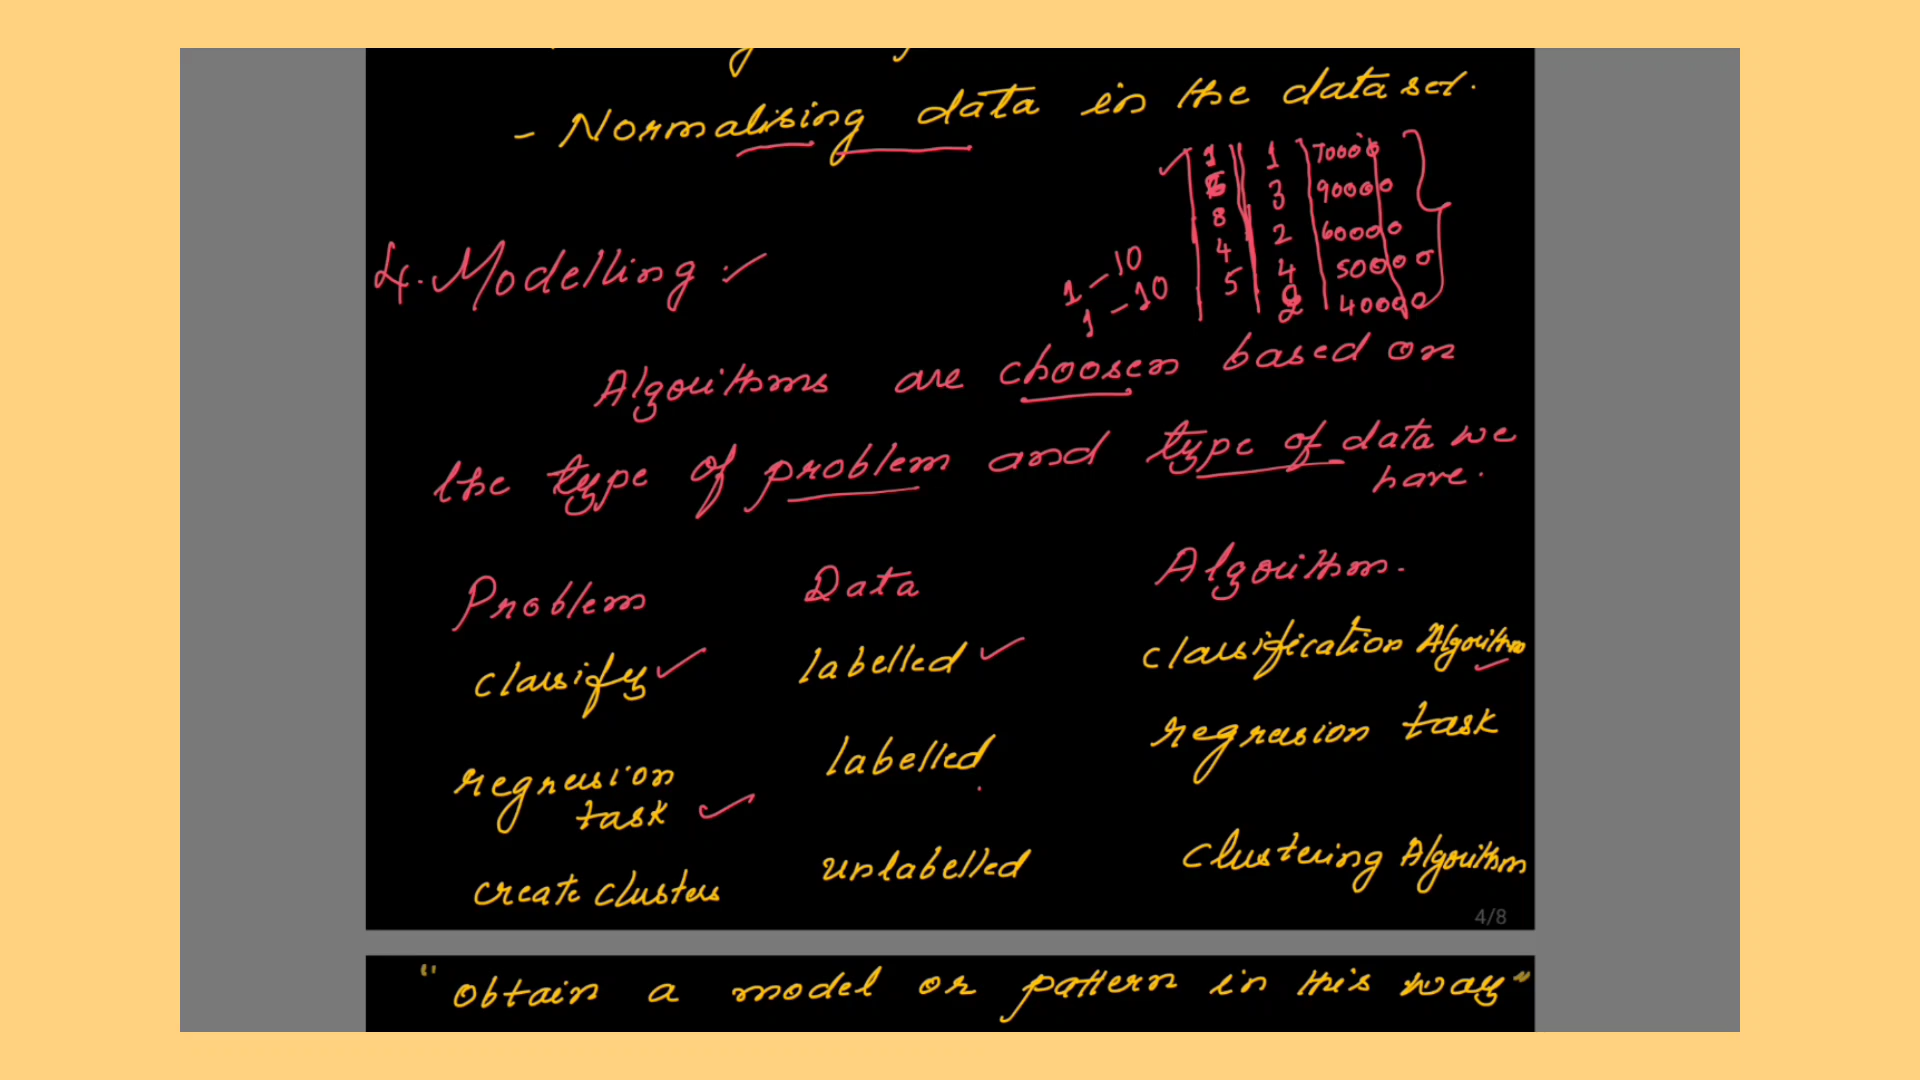 - Normalising data in the data set.
1 1 70000
3 90000
8 2 60000
4 4 50000
5 2 40000
1 - 10
1 - 10
4. Modelling :-
Algorithms are choosen based on
the type of problem and type of data we
have.
Problem Data Algorithm.
classify labelled classification Algorithm
regression task labelled regression task
create clusters unlabelled clustering Algorithm
4/8
"Obtain a model or pattern in this way"